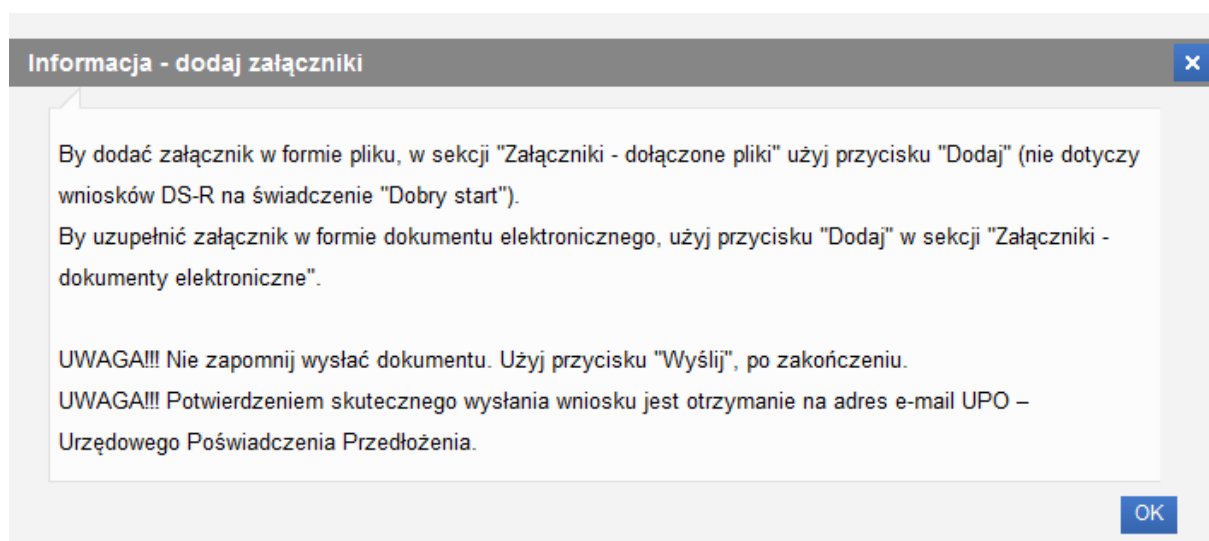 Informacja - dodaj załączniki
By dodać załącznik w formie pliku, w sekcji "Załączniki - dołączone pliki" użyj przycisku "Dodaj" (nie dotyczy
wniosków DS-R na świadczenie "Dobry start").
By uzupełnić załącznik w formie dokumentu elektronicznego, użyj przycisku "Dodaj" w sekcji "Załączniki -
dokumenty elektroniczne".
UWAGA!!! Nie zapomnij wysłać dokumentu. Użyj przycisku "Wyślij", po zakończeniu.
UWAGA!!! Potwierdzeniem skutecznego wysłania wniosku jest otrzymanie na adres e-mail UPO –
Urzędowego Poświadczenia Przedłożenia.
OK